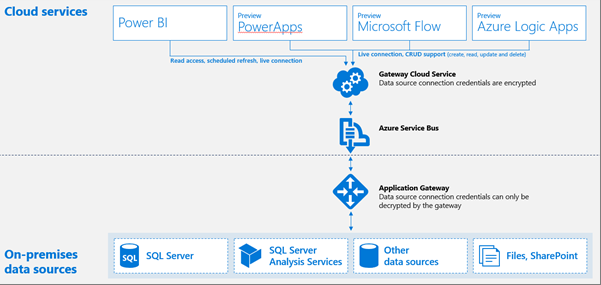 Cloud services
Power BI
Preview
PowerApps
Preview
Microsoft Flow
Preview
Azure Logic Apps
Live connection, CRUD support (create, read, update and delete)
Read access, scheduled refresh, live connection
Gateway Cloud Service
Data source connection credentials are encrypted
Azure Service Bus
Application Gateway
Data source connection credentials can only be
decrypted by the gateway
On-premises
data sources
SQL
SQL Server
SQL Server
Analysis Services
Other
data sources
Files, SharePoint